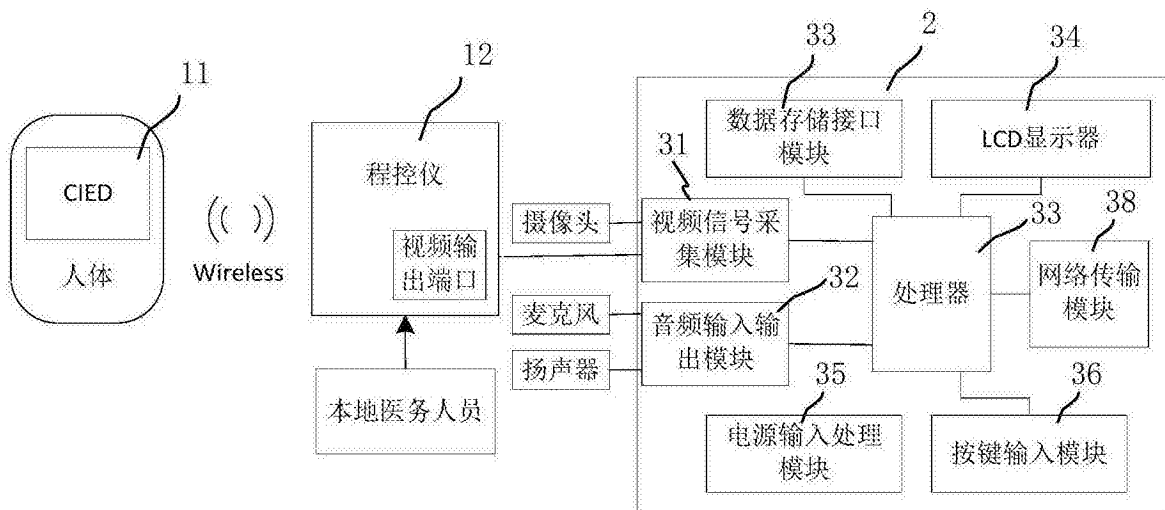 11
CIED
人体
Wireless
12
程控仪
视频输
出端口
本地医务人员
摄像头
麦克风
扬声器
2
33
数据存储接口
模块
34
LCD显示器
31
视频信号采
集模块
32
音频输入输
出模块
33
处理器
38
网络传输
模块
35
电源输入处理
模块
36
按键输入模块